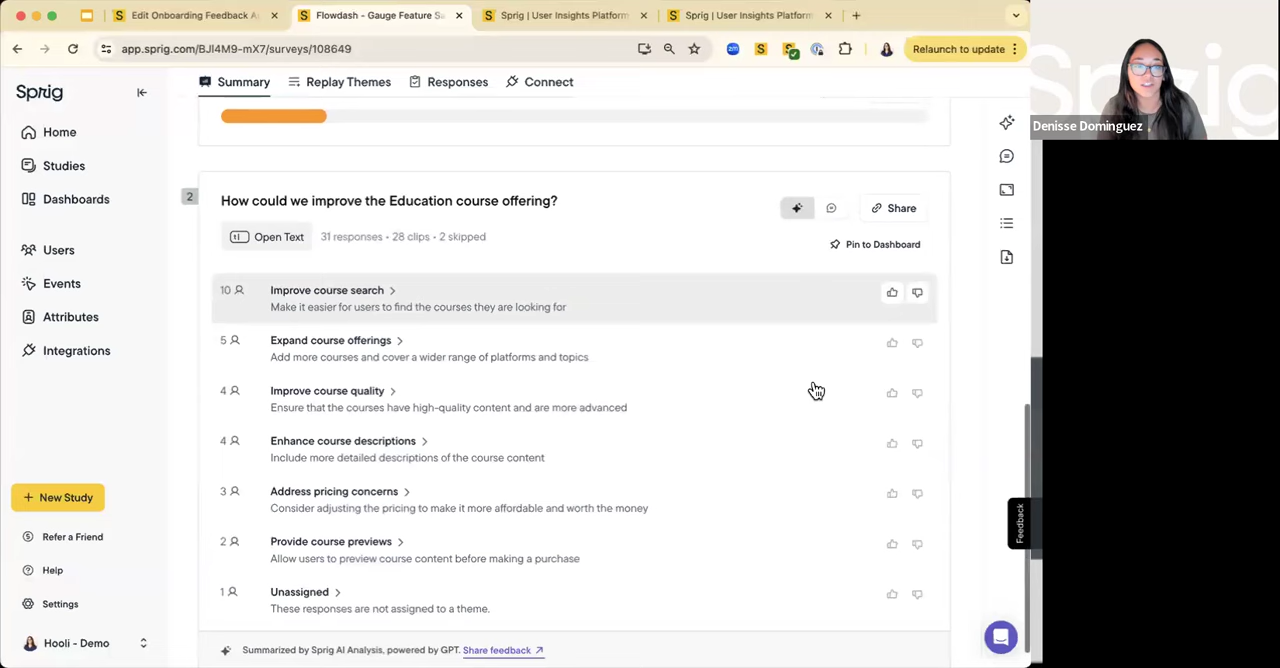 Edit Onboarding Feedback A
Flowdash - Gauge Feature Sa
Sprig | User Insights Platform
Sprig | User Insights Platform
app.sprig.com/BJl4M9-mX7/surveys/108649
Relaunch to update
Sprig
Home
Studies
Dashboards
Users
Events
Attributes
Integrations
New Study
Refer a Friend
Help
Settings
Hooli - Demo
Summary
Replay Themes
Responses
Connect
2
How could we improve the Education course offering?
Share
Open Text
31 responses • 28 clips • 2 skipped
Pin to Dashboard
10
Improve course search
Make it easier for users to find the courses they are looking for
5
Expand course offerings
Add more courses and cover a wider range of platforms and topics
4
Improve course quality
Ensure that the courses have high-quality content and are more advanced
4
Enhance course descriptions
Include more detailed descriptions of the course content
3
Address pricing concerns
Consider adjusting the pricing to make it more affordable and worth the money
2
Provide course previews
Allow users to preview course content before making a purchase
1
Unassigned
These responses are not assigned to a theme.
Summarized by Sprig AI Analysis, powered by GPT. Share feedback
Feedback
Denisse Dominguez